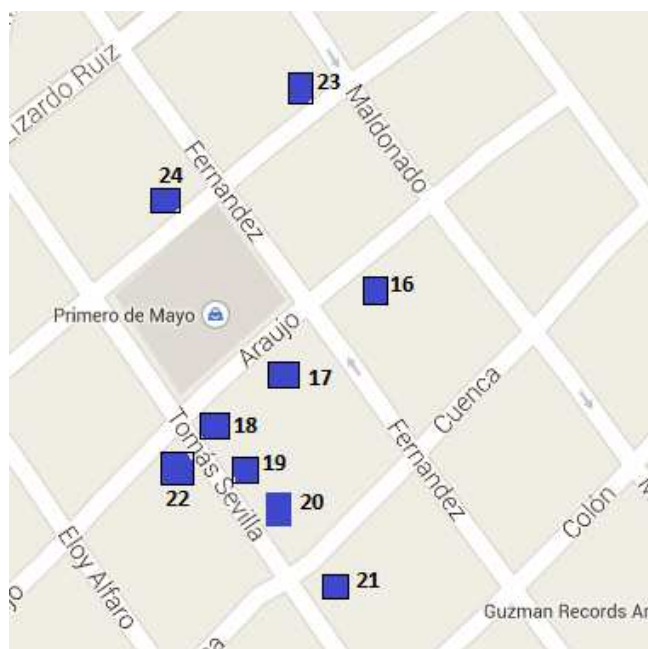 Lizardo Ruiz
23
Maldonado
Fernandez
24
16
Primero de Mayo
Araujo
17
Cuenca
18
Tomás Sevilla
Fernandez
19
22
20
Colón
Eloy Alfaro
21
Guzman Records Ar